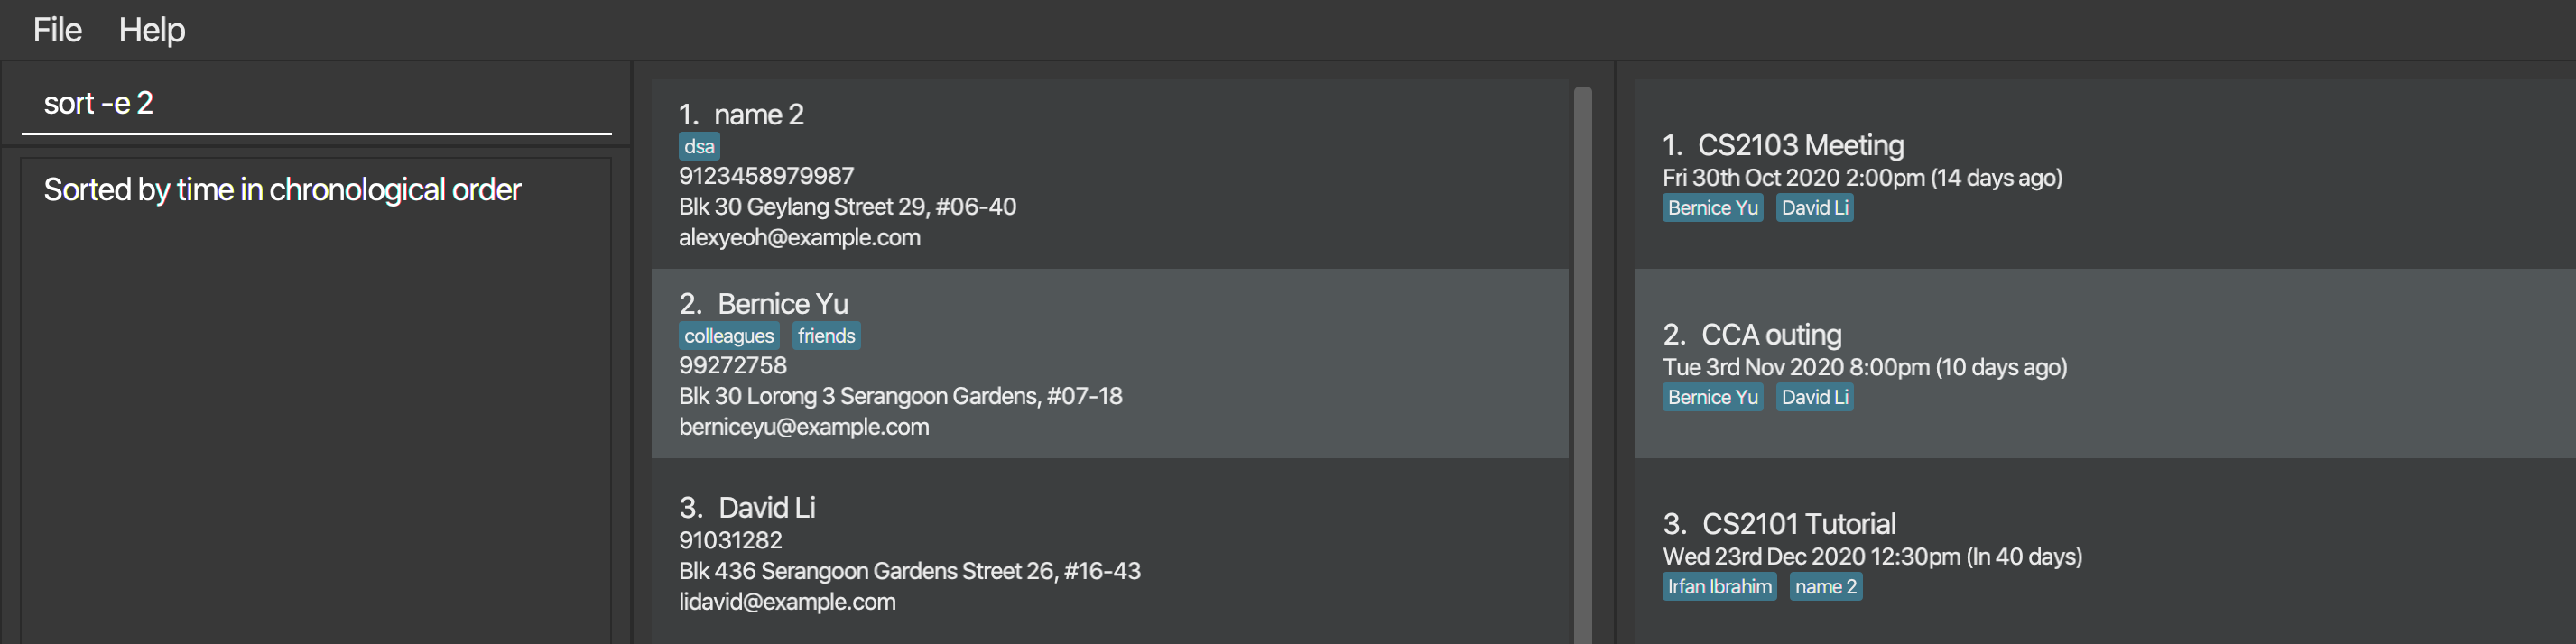 File Help
sort -e 2
Sorted by time in chronological order
1. name 2
dsa
9123458979987
Blk 30 Geylang Street 29, #06-40
alexyeoh@example.com
2. Bernice Yu
colleagues friends
99272758
Blk 30 Lorong 3 Serangoon Gardens, #07-18
berniceyu@example.com
3. David Li
91031282
Blk 436 Serangoon Gardens Street 26, #16-43
lidavid@example.com
1. CS2103 Meeting
Fri 30th Oct 2020 2:00pm (14 days ago)
Bernice Yu David Li
2. CCA outing
Tue 3rd Nov 2020 8:00pm (10 days ago)
Bernice Yu David Li
3. CS2101 Tutorial
Wed 23rd Dec 2020 12:30pm (In 40 days)
Irfan Ibrahim name 2